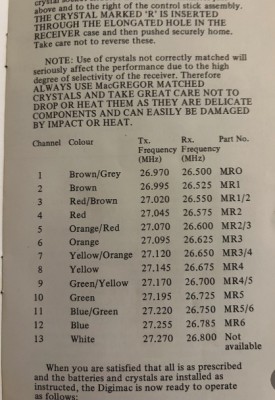 crystal
above and to the right of the control stick assembly.
THE CRYSTAL MARKED 'R' IS INSERTED
THROUGH THE ELONGATED HOLE IN THE
RECEIVER case and then pushed securely home.
Take care not to reverse these.
NOTE: Use of crystals not correctly matched will
seriously affect the performance due to the high
degree of selectivity of the receiver. Therefore
ALWAYS USE MacGREGOR MATCHED
CRYSTALS AND TAKE GREAT CARE NOT TO
DROP OR HEAT THEM AS THEY ARE DELICATE
COMPONENTS AND CAN EASILY BE DAMAGED
BY IMPACT OR HEAT.
Channel Colour Tx. Frequency (MHz) Rx. Frequency (MHz) Part No.
1 Brown/Grey 26.970 26.500 MRO
2 Brown 26.995 26.525 MR1
3 Red/Brown 27.020 26.550 MR1/2
4 Red 27.045 26.575 MR2
5 Orange/Red 27.070 26.600 MR2/3
6 Orange 27.095 26.625 MR3
7 Yellow/Orange 27.120 26.650 MR3/4
8 Yellow 27.145 26.675 MR4
9 Green/Yellow 27.170 26.700 MR4/5
10 Green 27.195 26.725 MR5
11 Blue/Green 27.220 26.750 MR5/6
12 Blue 27.255 26.785 MR6
13 White 27.270 26.800 Not available
When you are satisfied that all is as prescribed
and the batteries and crystals are installed as
instructed, the Digimac is now ready to operate
as follows: